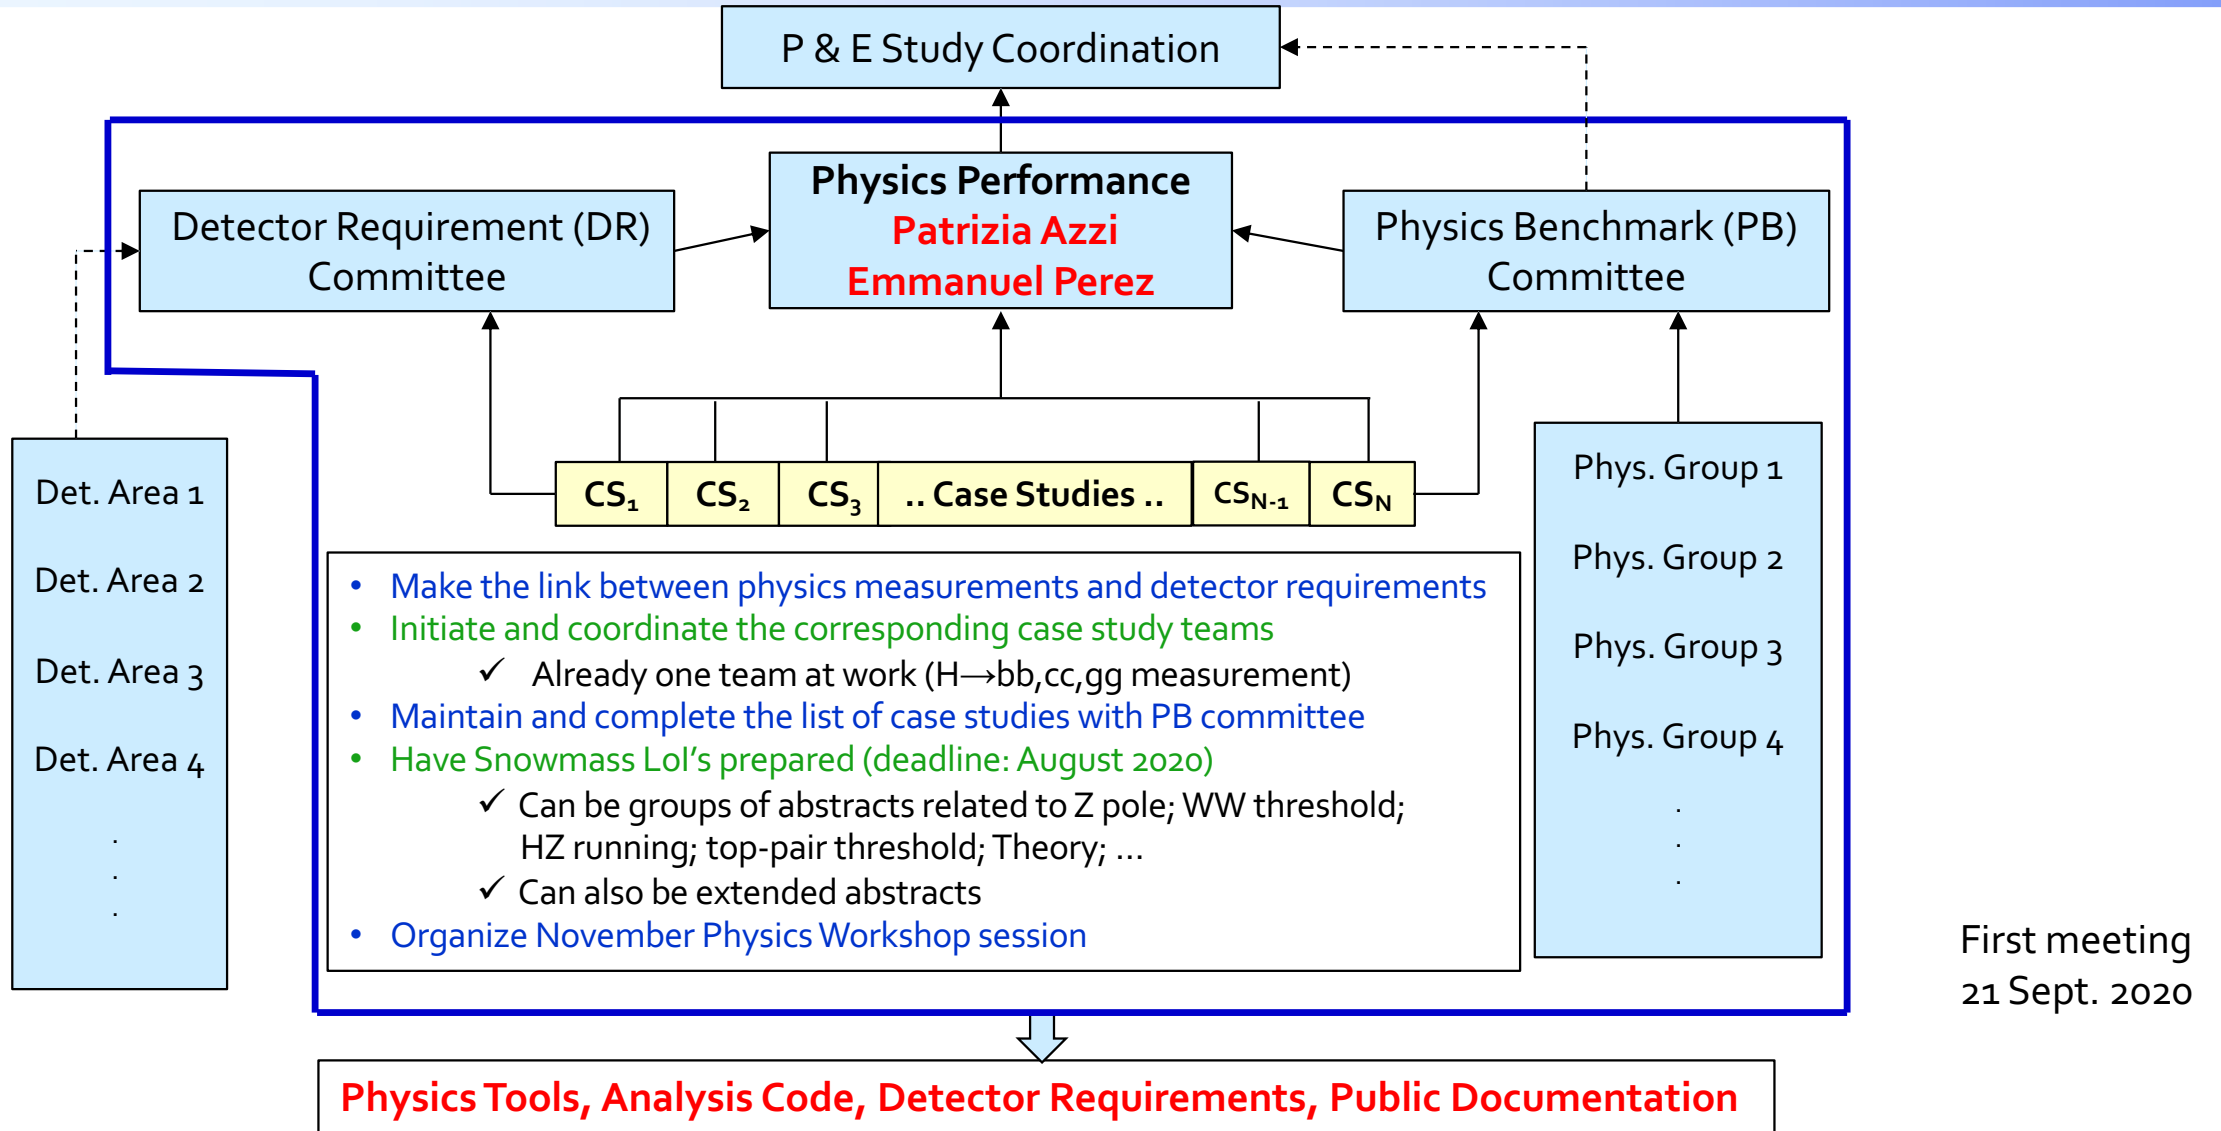 P & E Study Coordination
Physics Performance
Patrizia Azzi
Emmanuel Perez
Detector Requirement (DR)
Committee
Physics Benchmark (PB)
Committee
Det. Area 1
Det. Area 2
Det. Area 3
Det. Area 4
.
.
.
CS₁ CS₂ CS₃ .. Case Studies .. CS_N-1 CS_N
• Make the link between physics measurements and detector requirements
• Initiate and coordinate the corresponding case study teams
✓ Already one team at work (H→bb,cc,gg measurement)
• Maintain and complete the list of case studies with PB committee
• Have Snowmass LoI's prepared (deadline: August 2020)
✓ Can be groups of abstracts related to Z pole; WW threshold;
HZ running; top-pair threshold; Theory; ...
✓ Can also be extended abstracts
• Organize November Physics Workshop session
Phys. Group 1
Phys. Group 2
Phys. Group 3
Phys. Group 4
.
.
.
First meeting
21 Sept. 2020
Physics Tools, Analysis Code, Detector Requirements, Public Documentation